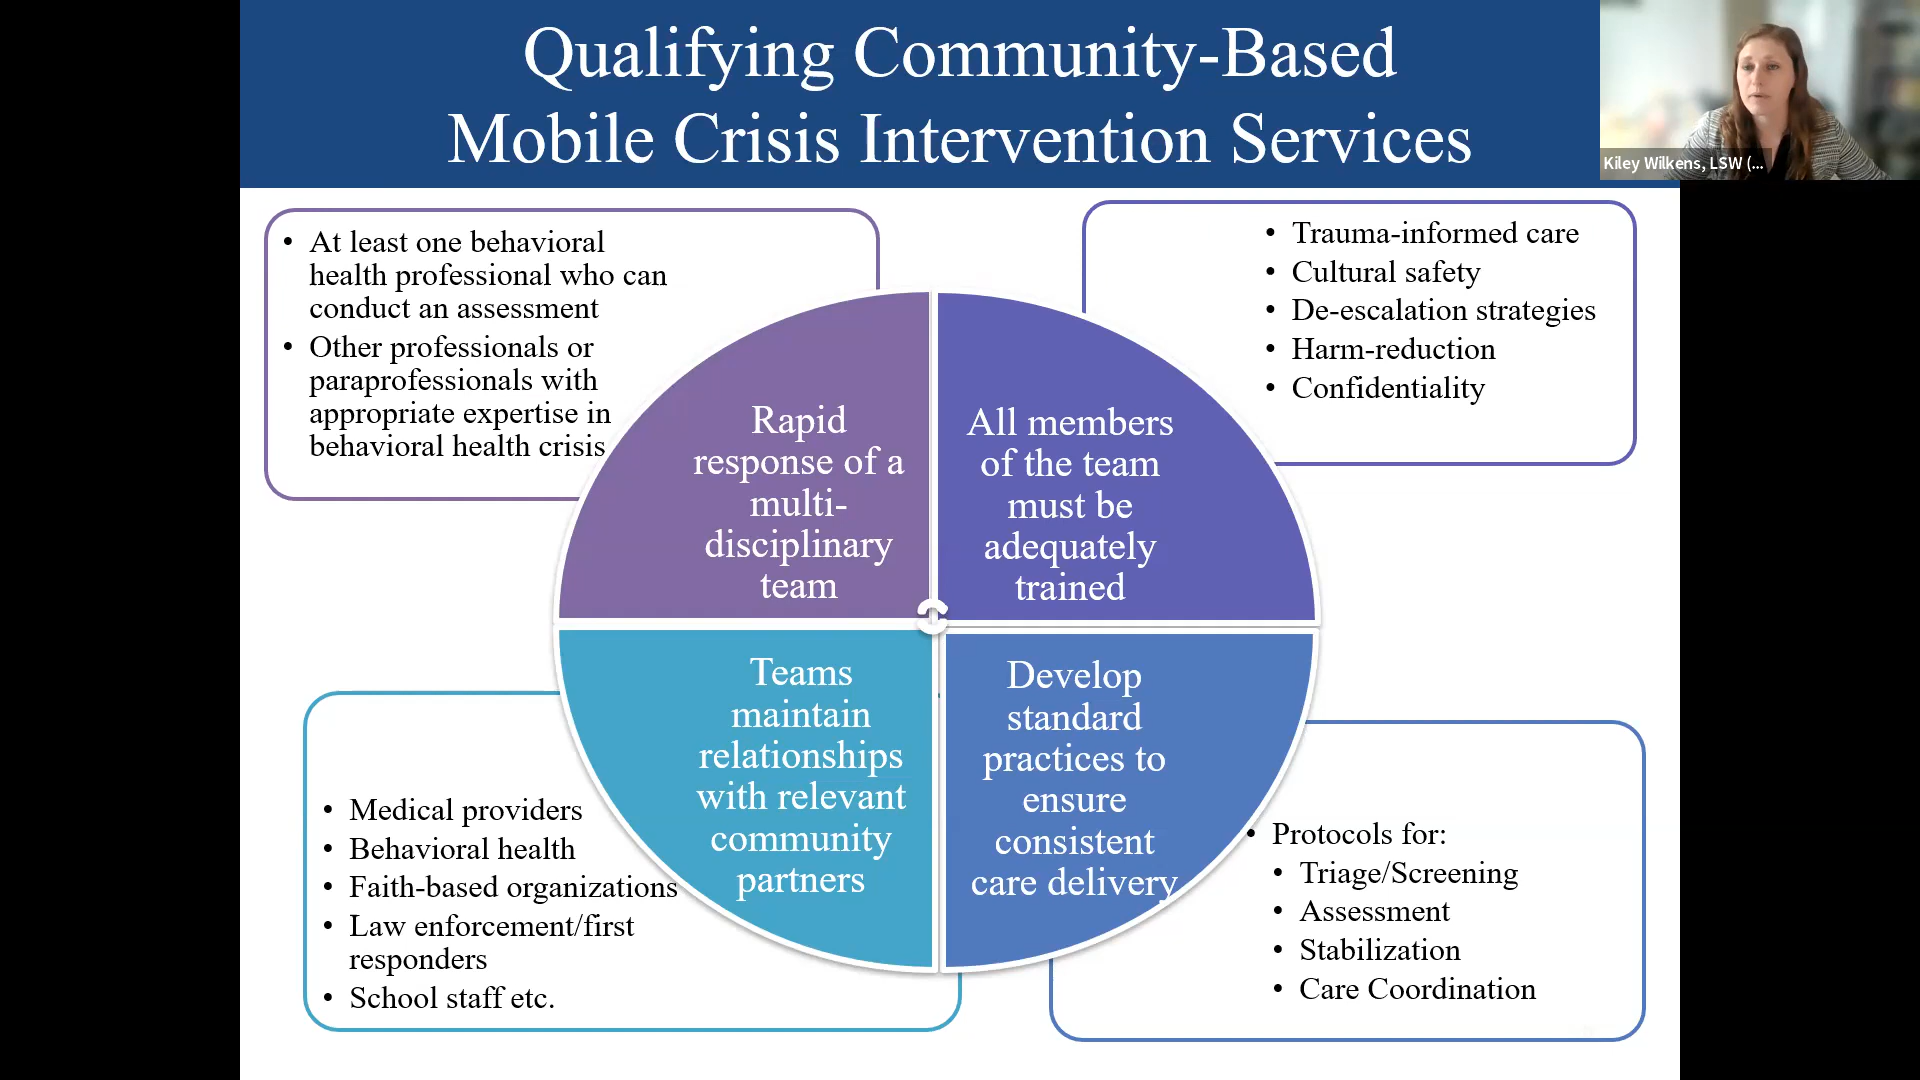 Qualifying Community-Based
Mobile Crisis Intervention Services
Kiley Wilkens, LSW (...
• At least one behavioral
health professional who can
conduct an assessment
• Other professionals or
paraprofessionals with
appropriate expertise in
behavioral health crisis
• Trauma-informed care
• Cultural safety
• De-escalation strategies
• Harm-reduction
• Confidentiality
Rapid
response of a
multi-
disciplinary
team
All members
of the team
must be
adequately
trained
Teams
maintain
relationships
with relevant
community
partners
Develop
standard
practices to
ensure
consistent
care delivery
• Medical providers
• Behavioral health
• Faith-based organizations
• Law enforcement/first
responders
• School staff etc.
• Protocols for:
• Triage/Screening
• Assessment
• Stabilization
• Care Coordination